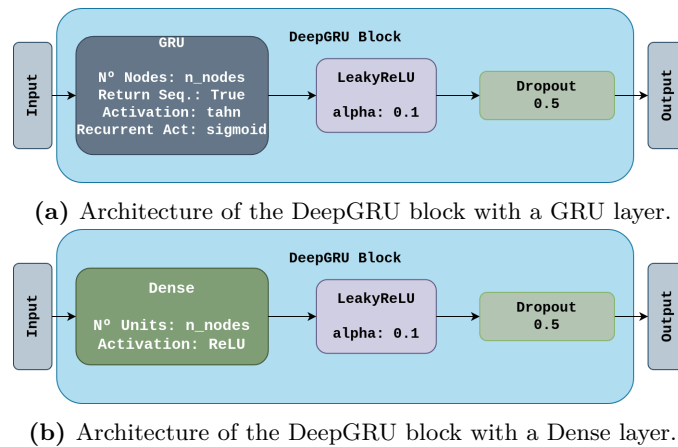 DeepGRU Block
Input
GRU
Nº Nodes: n_nodes
Return Seq.: True
Activation: tahn
Recurrent Act: sigmoid
LeakyReLU
alpha: 0.1
Dropout
0.5
Output
(a) Architecture of the DeepGRU block with a GRU layer.
DeepGRU Block
Input
Dense
Nº Units: n_nodes
Activation: ReLU
LeakyReLU
alpha: 0.1
Dropout
0.5
Output
(b) Architecture of the DeepGRU block with a Dense layer.